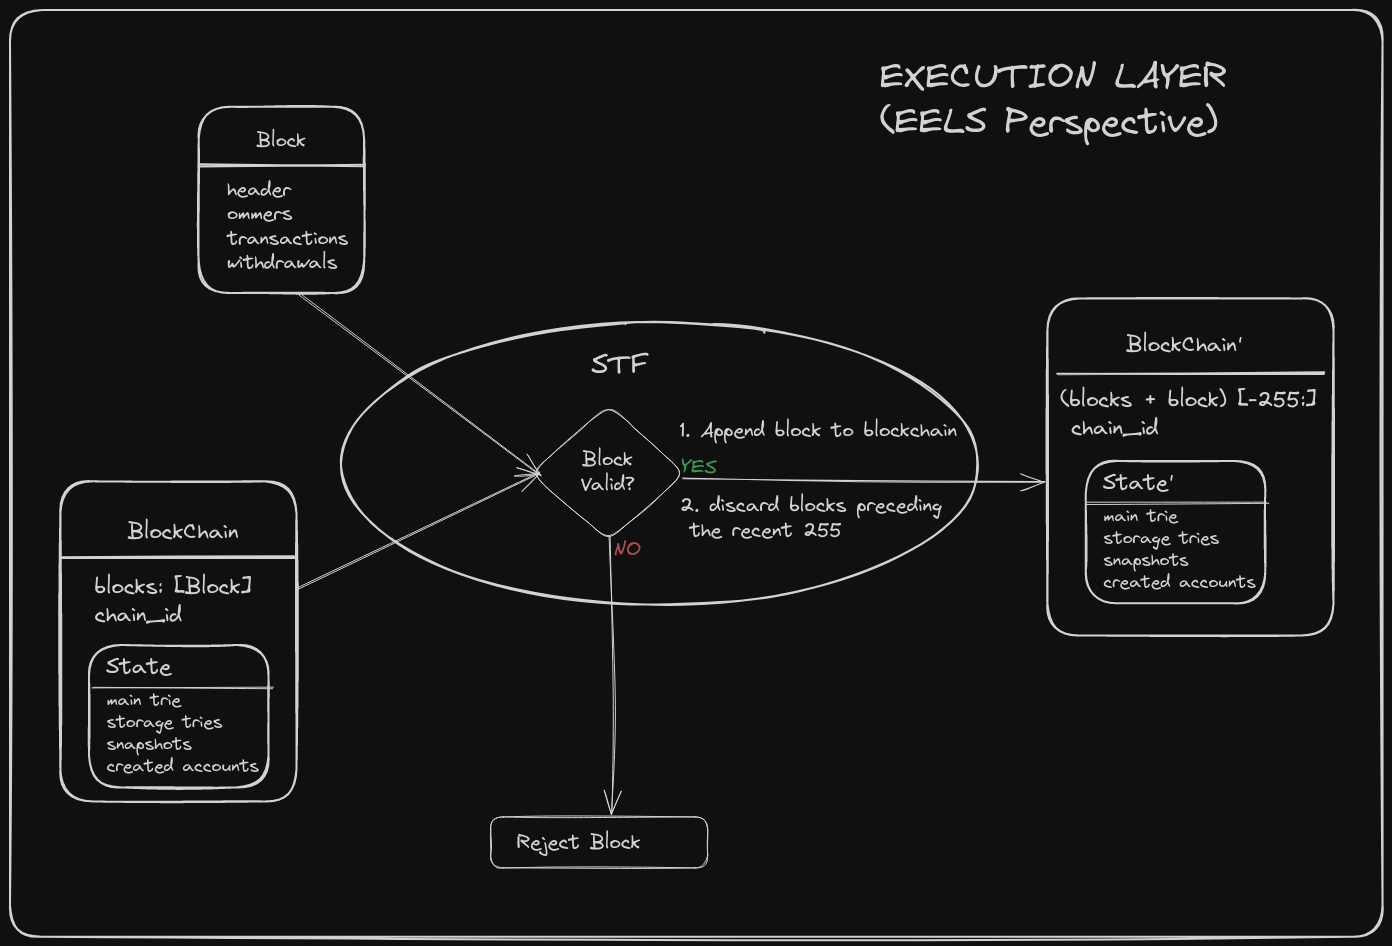 EXECUTION LAYER
(EELS Perspective)
Block
header
ommers
transactions
withdrawals
STF
Block
Valid?
1. Append block to blockchain
YES
2. discard blocks preceding
the recent 255
NO
BlockChain
blocks: [Block]
chain_id
State
main trie
storage tries
snapshots
created accounts
BlockChain'
(blocks + block) [-255:]
chain_id
State'
main trie
storage tries
snapshots
created accounts
Reject Block